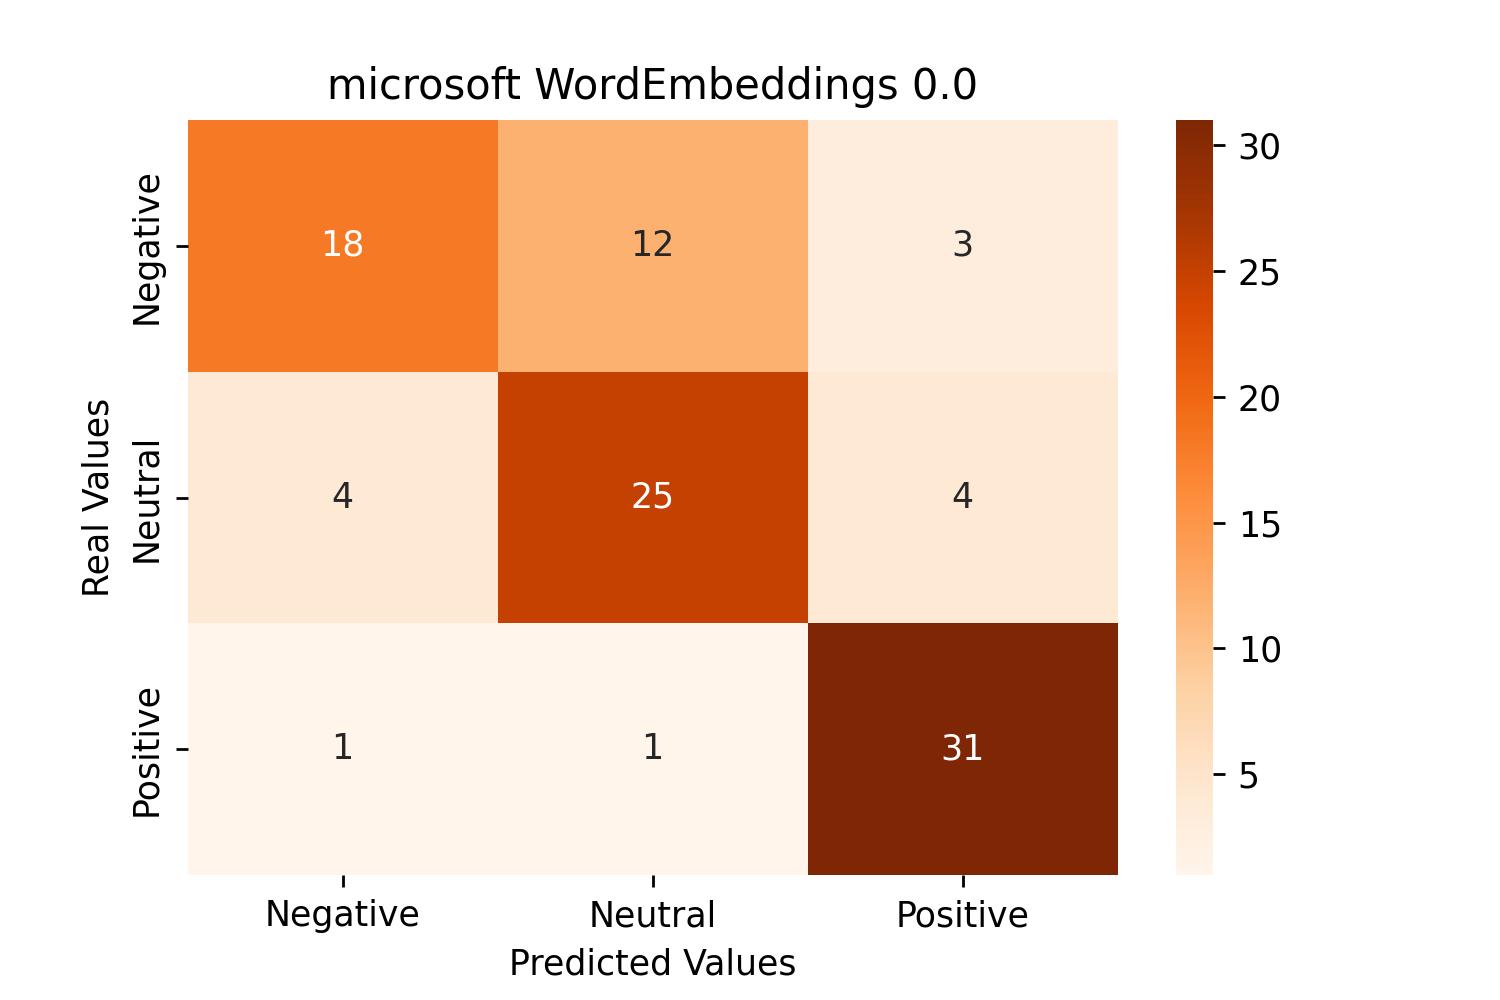 microsoft WordEmbeddings 0.0
Real Values
Negative
18 12 3
Neutral
4 25 4
Positive
1 1 31
Negative Neutral Positive
Predicted Values
30
25
20
15
10
5